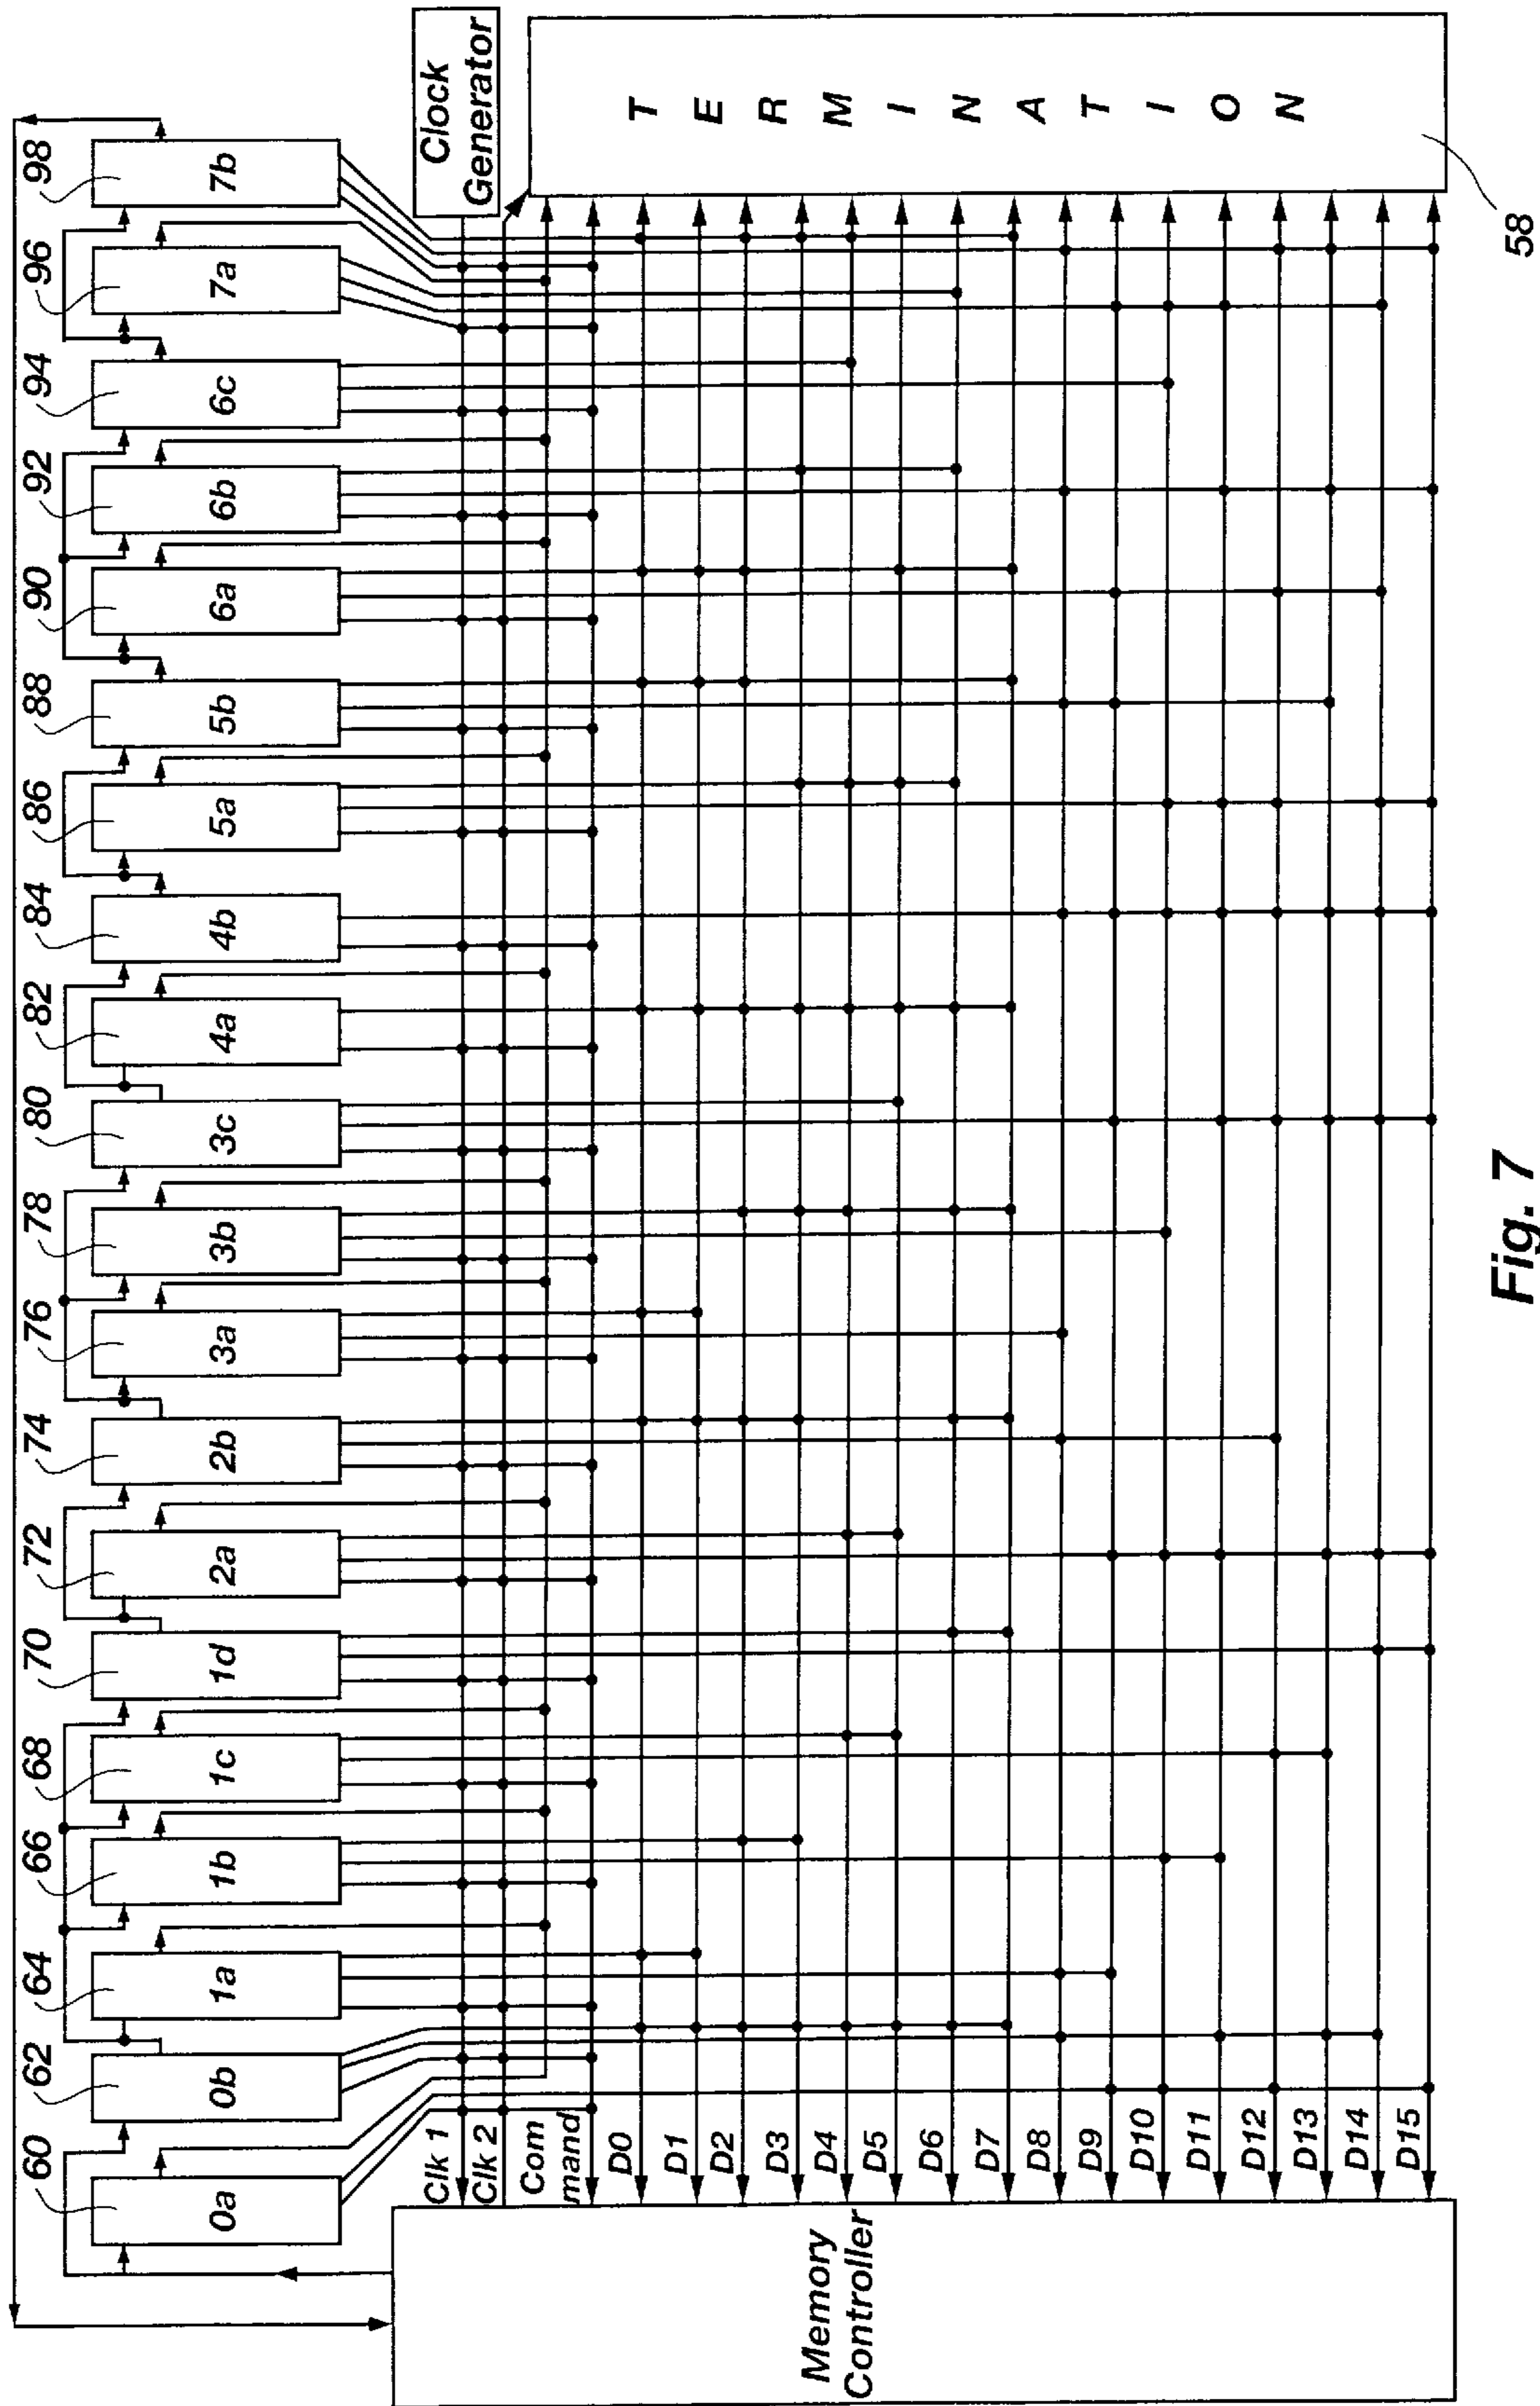 60 62 64 66 68 70 72 74 76 78 80 82 84 86 88 90 92 94 96 98
0a 0b 1a 1b 1c 1d 2a 2b 3a 3b 3c 4a 4b 5a 5b 6a 6b 6c 7a 7b
Clock
Generator
Clk 1
Clk 2
Com
mand
D0
D1
D2
D3
D4
D5
D6
D7
D8
D9
D10
D11
D12
D13
D14
D15
Memory
Controller
T
E
R
M
I
N
A
T
I
O
N
58
Fig. 7